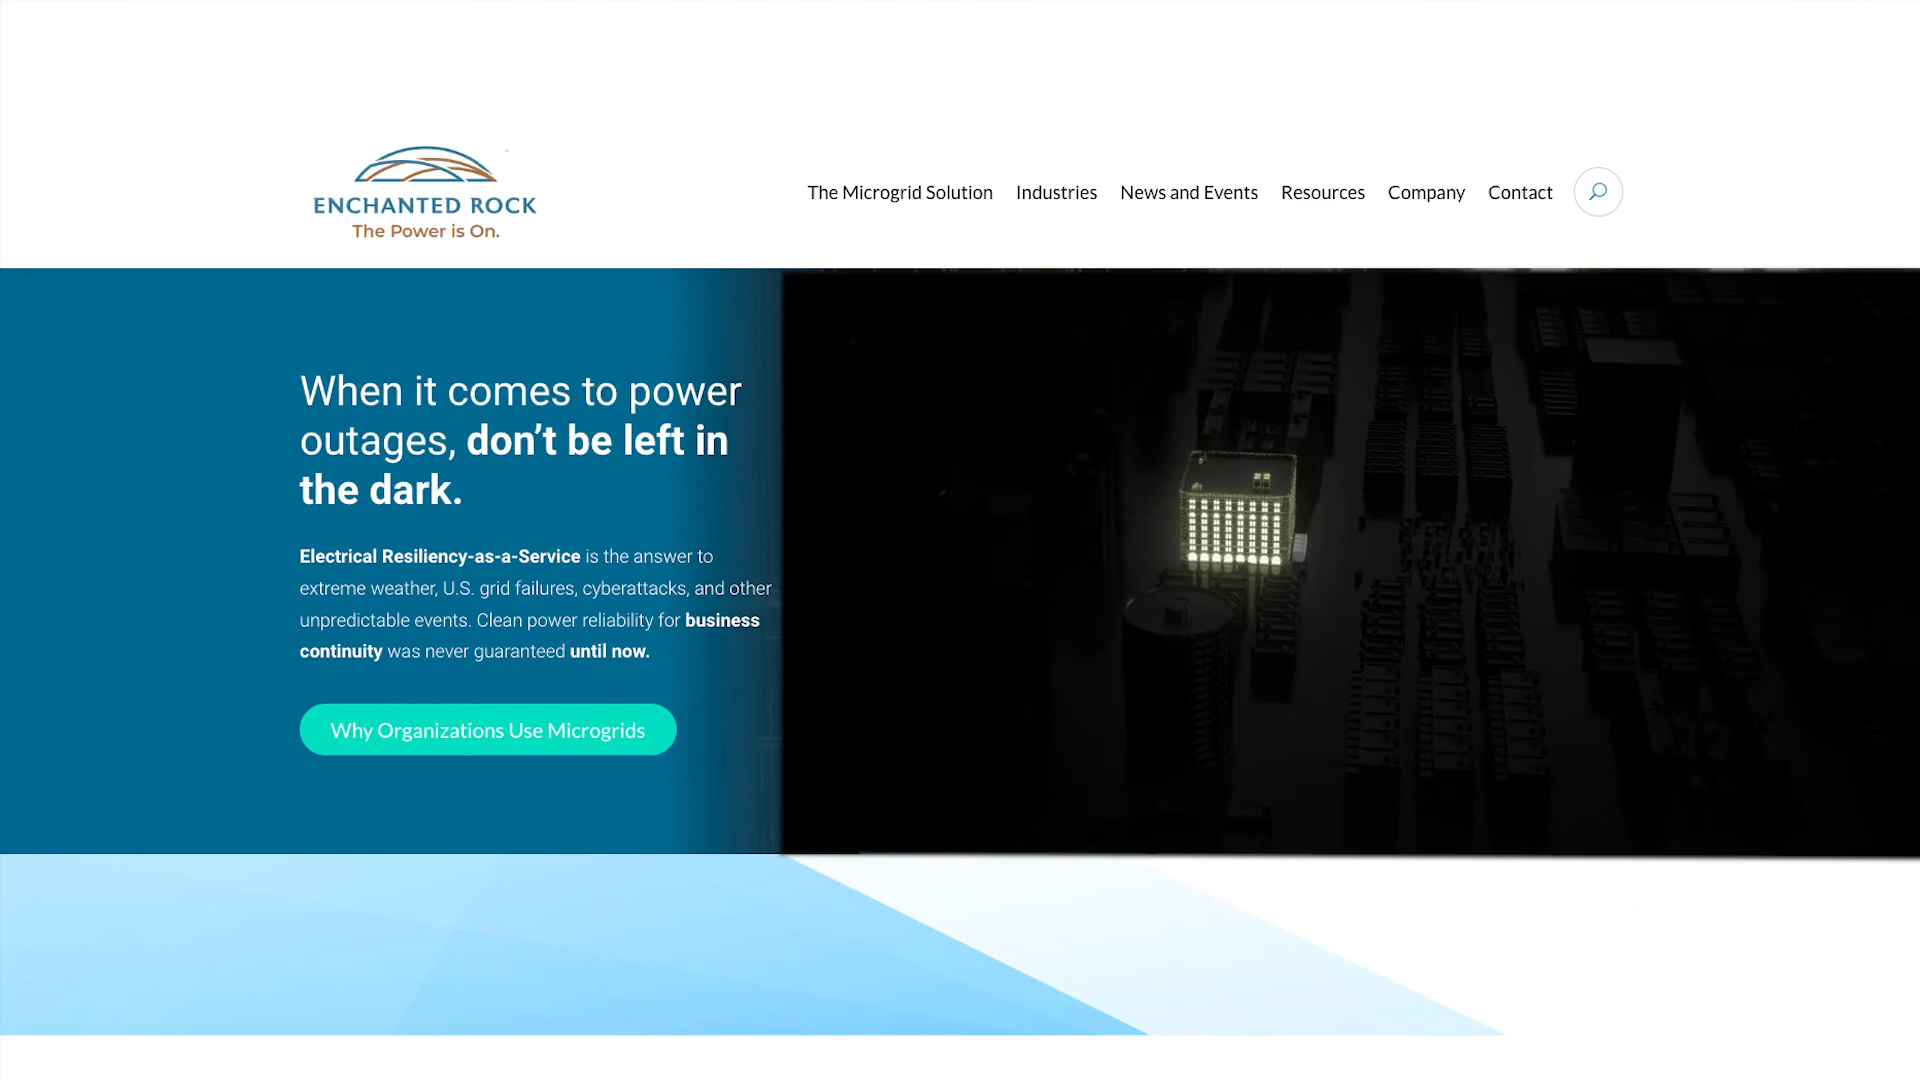 ENCHANTED ROCK
The Power is On.
The Microgrid Solution Industries News and Events Resources Company Contact
When it comes to power
outages, don’t be left in
the dark.
Electrical Resiliency-as-a-Service is the answer to
extreme weather, U.S. grid failures, cyberattacks, and other
unpredictable events. Clean power reliability for business
continuity was never guaranteed until now.
Why Organizations Use Microgrids